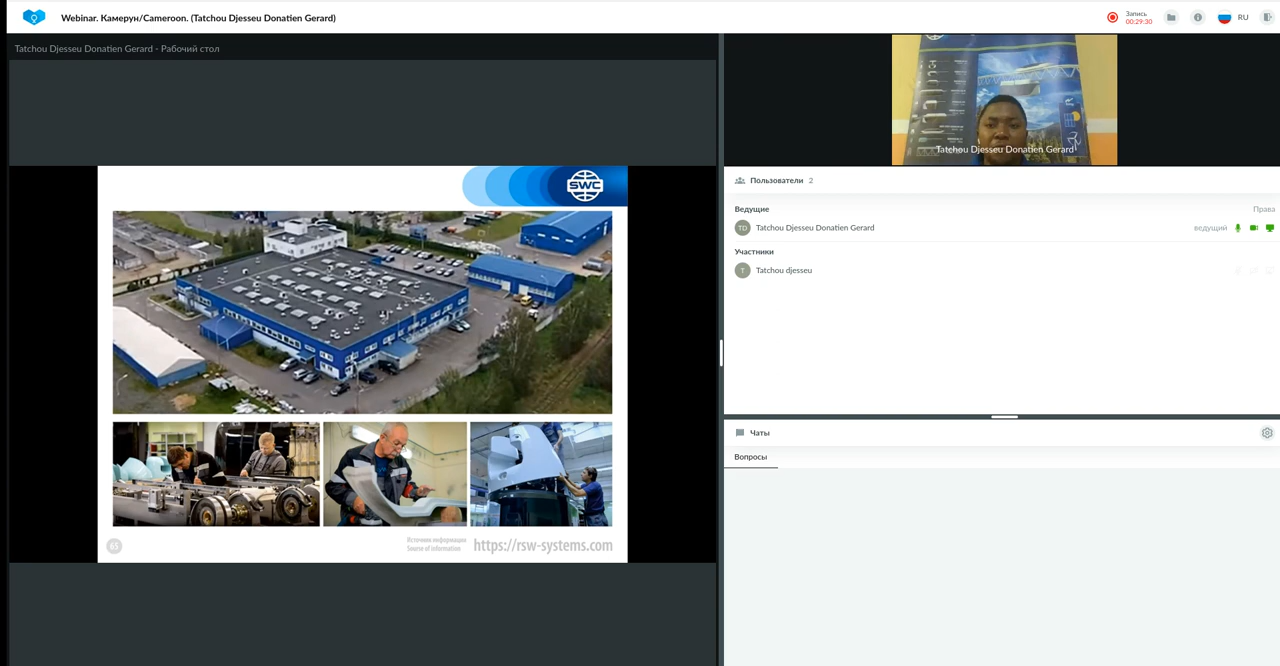 Webinar. Камерун/Cameroon. (Tatchou Djesseu Donatien Gerard)
Запись
00:29:30
RU
Tatchou Djesseu Donatien Gerard - Рабочий стол
SWC
65
Источник информации
Source of information
https://rsw-systems.com
Tatchou Djesseu Donatien Gerard
Пользователи 2
Ведущие Права
TD Tatchou Djesseu Donatien Gerard ведущий
Участники
T Tatchou djesseu
Чаты
Вопросы